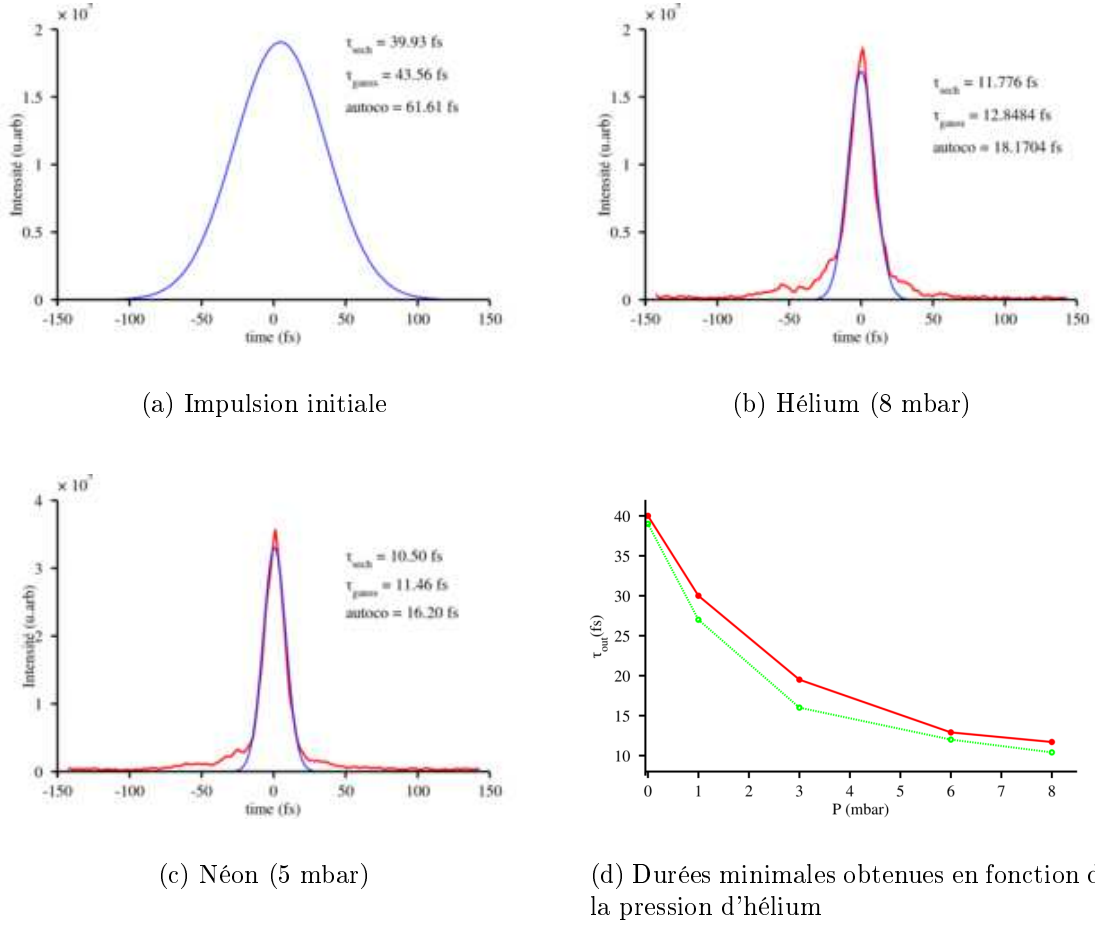 × 10⁷
2
1.5
1
0.5
0
Intensité (u.arb)
τsech = 39.93 fs
τgauss = 43.56 fs
autoco = 61.61 fs
-150 -100 -50 0 50 100 150
time (fs)
(a) Impulsion initiale
× 10⁷
2
1.5
1
0.5
0
Intensité (u.arb)
τsech = 11.776 fs
τgauss = 12.8484 fs
autoco = 18.1704 fs
-150 -100 -50 0 50 100 150
time (fs)
(b) Hélium (8 mbar)
× 10⁷
4
3
2
1
0
Intensité (u.arb)
τsech = 10.50 fs
τgauss = 11.46 fs
autoco = 16.20 fs
-150 -100 -50 0 50 100 150
time (fs)
(c) Néon (5 mbar)
40
35
30
25
20
15
10
τout(fs)
0 1 2 3 4 5 6 7 8
P (mbar)
(d) Durées minimales obtenues en fonction d
la pression d'hélium